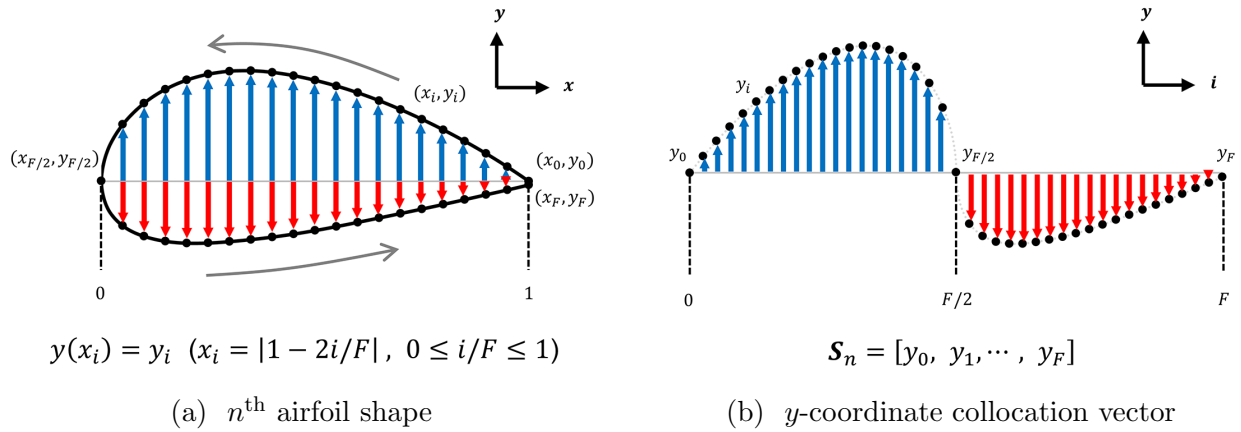 y
x
(x_i, y_i)
(x_{F/2}, y_{F/2})
(x_0, y_0)
(x_F, y_F)
0
1
y(x_i) = y_i (x_i = |1 − 2i/F| , 0 ≤ i/F ≤ 1)
(a) n^{th} airfoil shape
y
i
y_i
y_0
y_{F/2}
y_F
0
F/2
F
S_n = [y_0, y_1, ⋯ , y_F]
(b) y-coordinate collocation vector